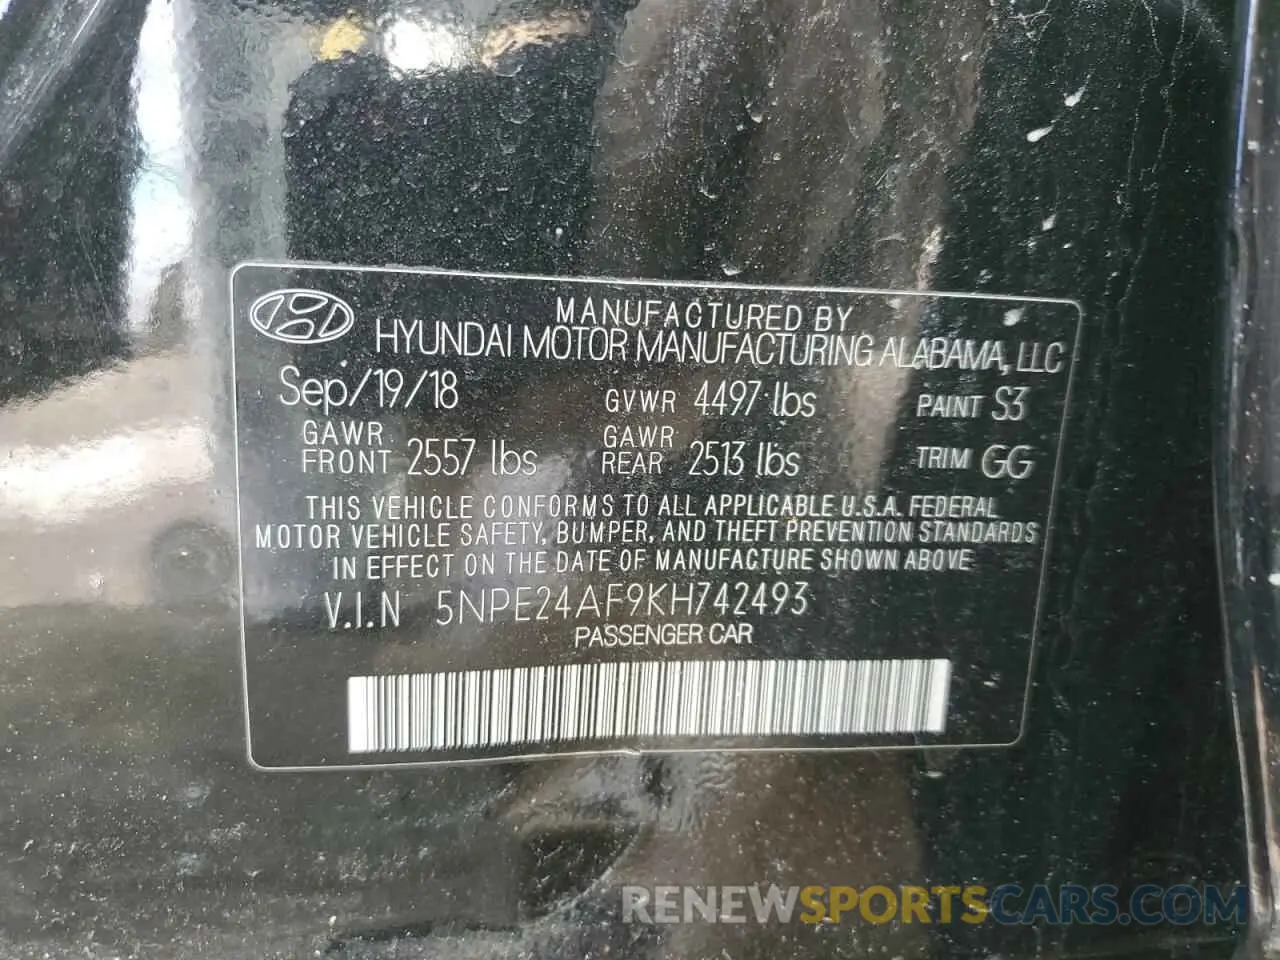 MANUFACTURED BY
HYUNDAI MOTOR MANUFACTURING ALABAMA, LLC
Sep/19/18 GVWR 4497 lbs PAINT S3
GAWR FRONT 2557 lbs GAWR REAR 2513 lbs TRIM GG
THIS VEHICLE CONFORMS TO ALL APPLICABLE U.S.A. FEDERAL
MOTOR VEHICLE SAFETY, BUMPER, AND THEFT PREVENTION STANDARDS
IN EFFECT ON THE DATE OF MANUFACTURE SHOWN ABOVE
V.I.N 5NPE24AF9KH742493
PASSENGER CAR
RENEWSPORTSCARS.COM